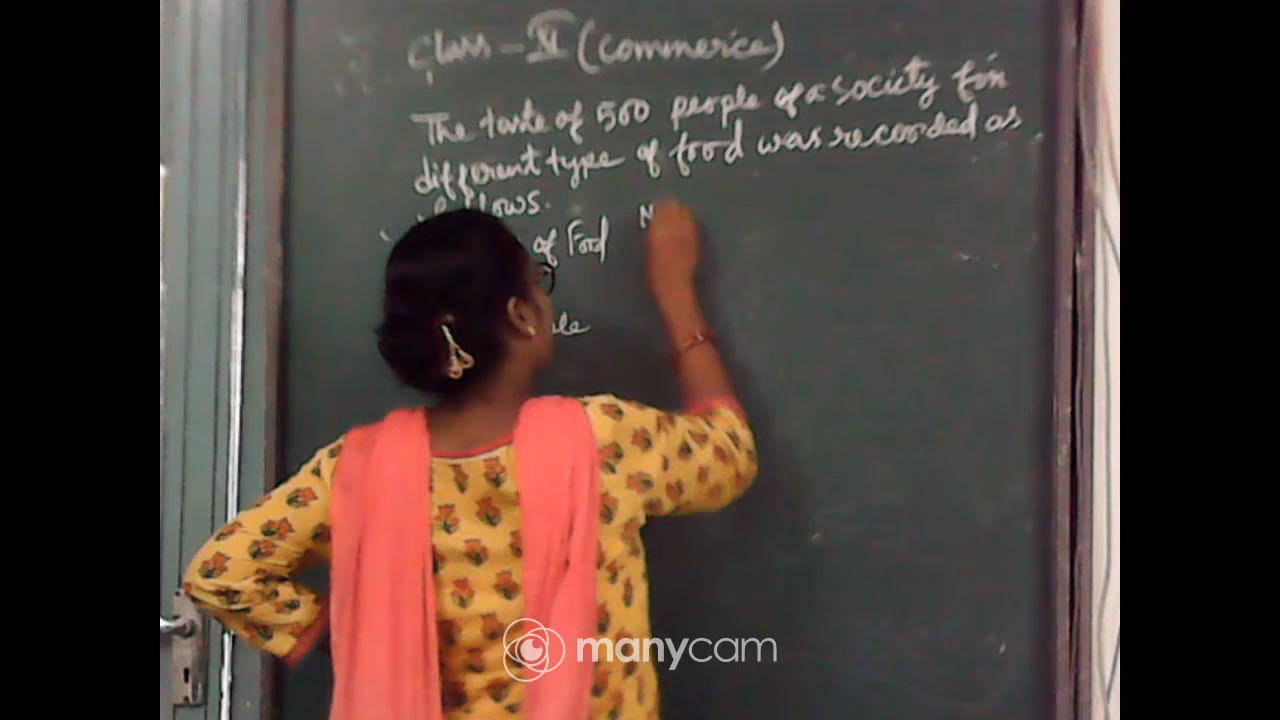 Class - XI (Commerce)
The taste of 500 people of a society for
different type of food was recorded as
of Food N
manycam